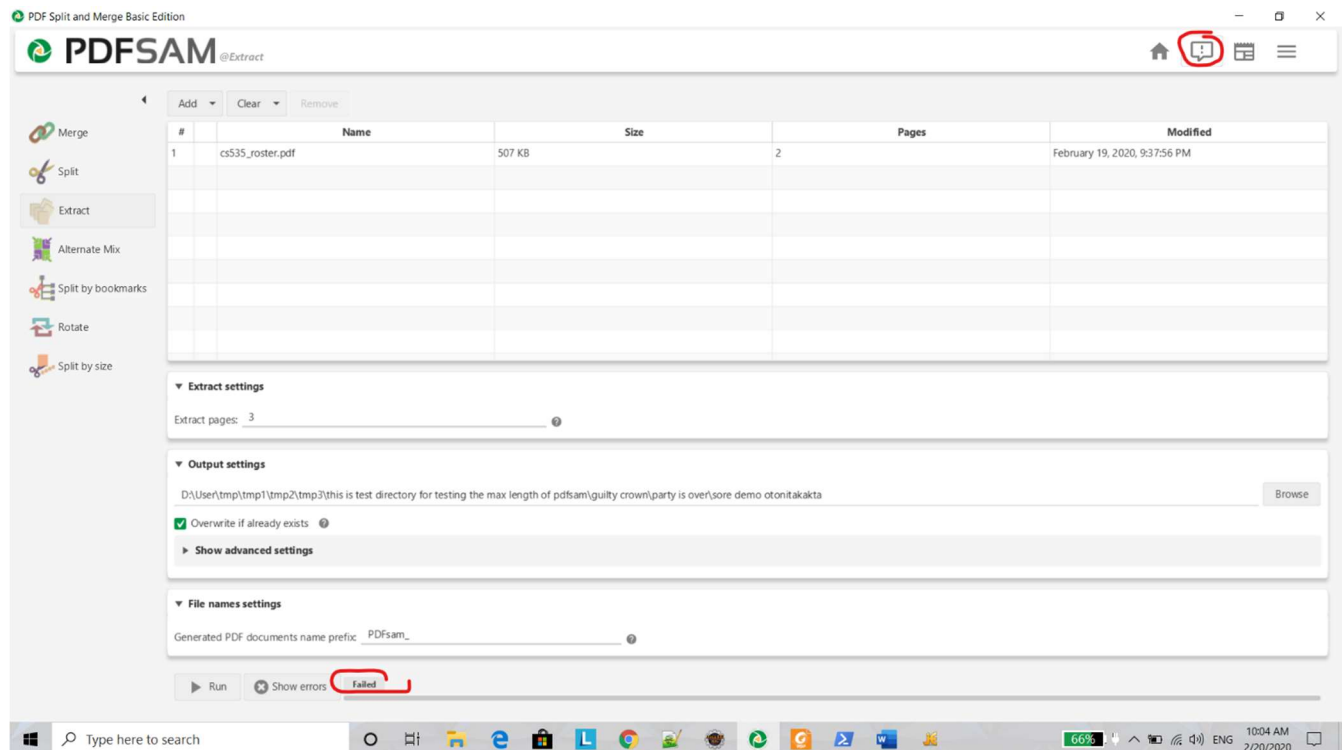 PDF Split and Merge Basic Edition
PDFSAM @Extract
Add Clear Remove
Merge
Split
Extract
Alternate Mix
Split by bookmarks
Rotate
Split by size
# Name Size Pages Modified
1 cs535_roster.pdf 507 KB 2 February 19, 2020, 9:37:56 PM
Extract settings
Extract pages: 3
Output settings
D:\User\tmp\tmp1\tmp2\tmp3\this is test directory for testing the max length of pdfsam\guilty crown\party is over\sore demo otonitakakta
Browse
Overwrite if already exists
Show advanced settings
File names settings
Generated PDF documents name prefix: PDFsam_
Run Show errors Failed
Type here to search
66% ENG 10:04 AM
2/20/2020